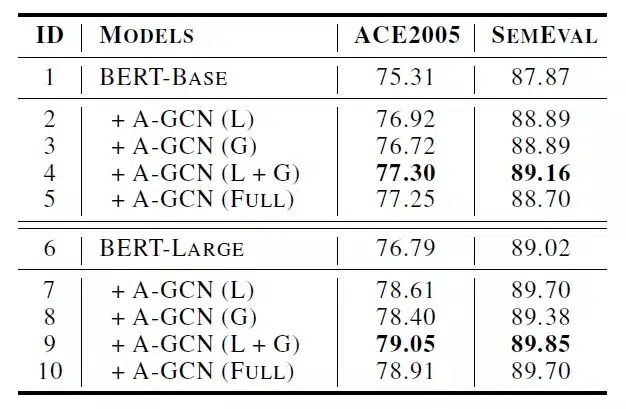 ID MODELS ACE2005 SEMEVAL
1 BERT-BASE 75.31 87.87
2 + A-GCN (L) 76.92 88.89
3 + A-GCN (G) 76.72 88.89
4 + A-GCN (L + G) 77.30 89.16
5 + A-GCN (FULL) 77.25 88.70
6 BERT-LARGE 76.79 89.02
7 + A-GCN (L) 78.61 89.70
8 + A-GCN (G) 78.40 89.38
9 + A-GCN (L + G) 79.05 89.85
10 + A-GCN (FULL) 78.91 89.70